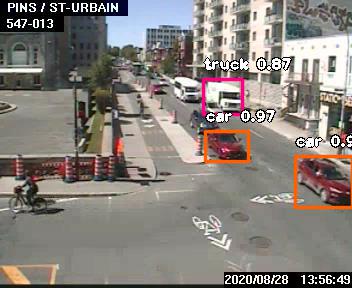 PINS / ST-URBAIN
547-013
truck 0.87
car 0.97
car 0.9
2020/08/28 13:56:49